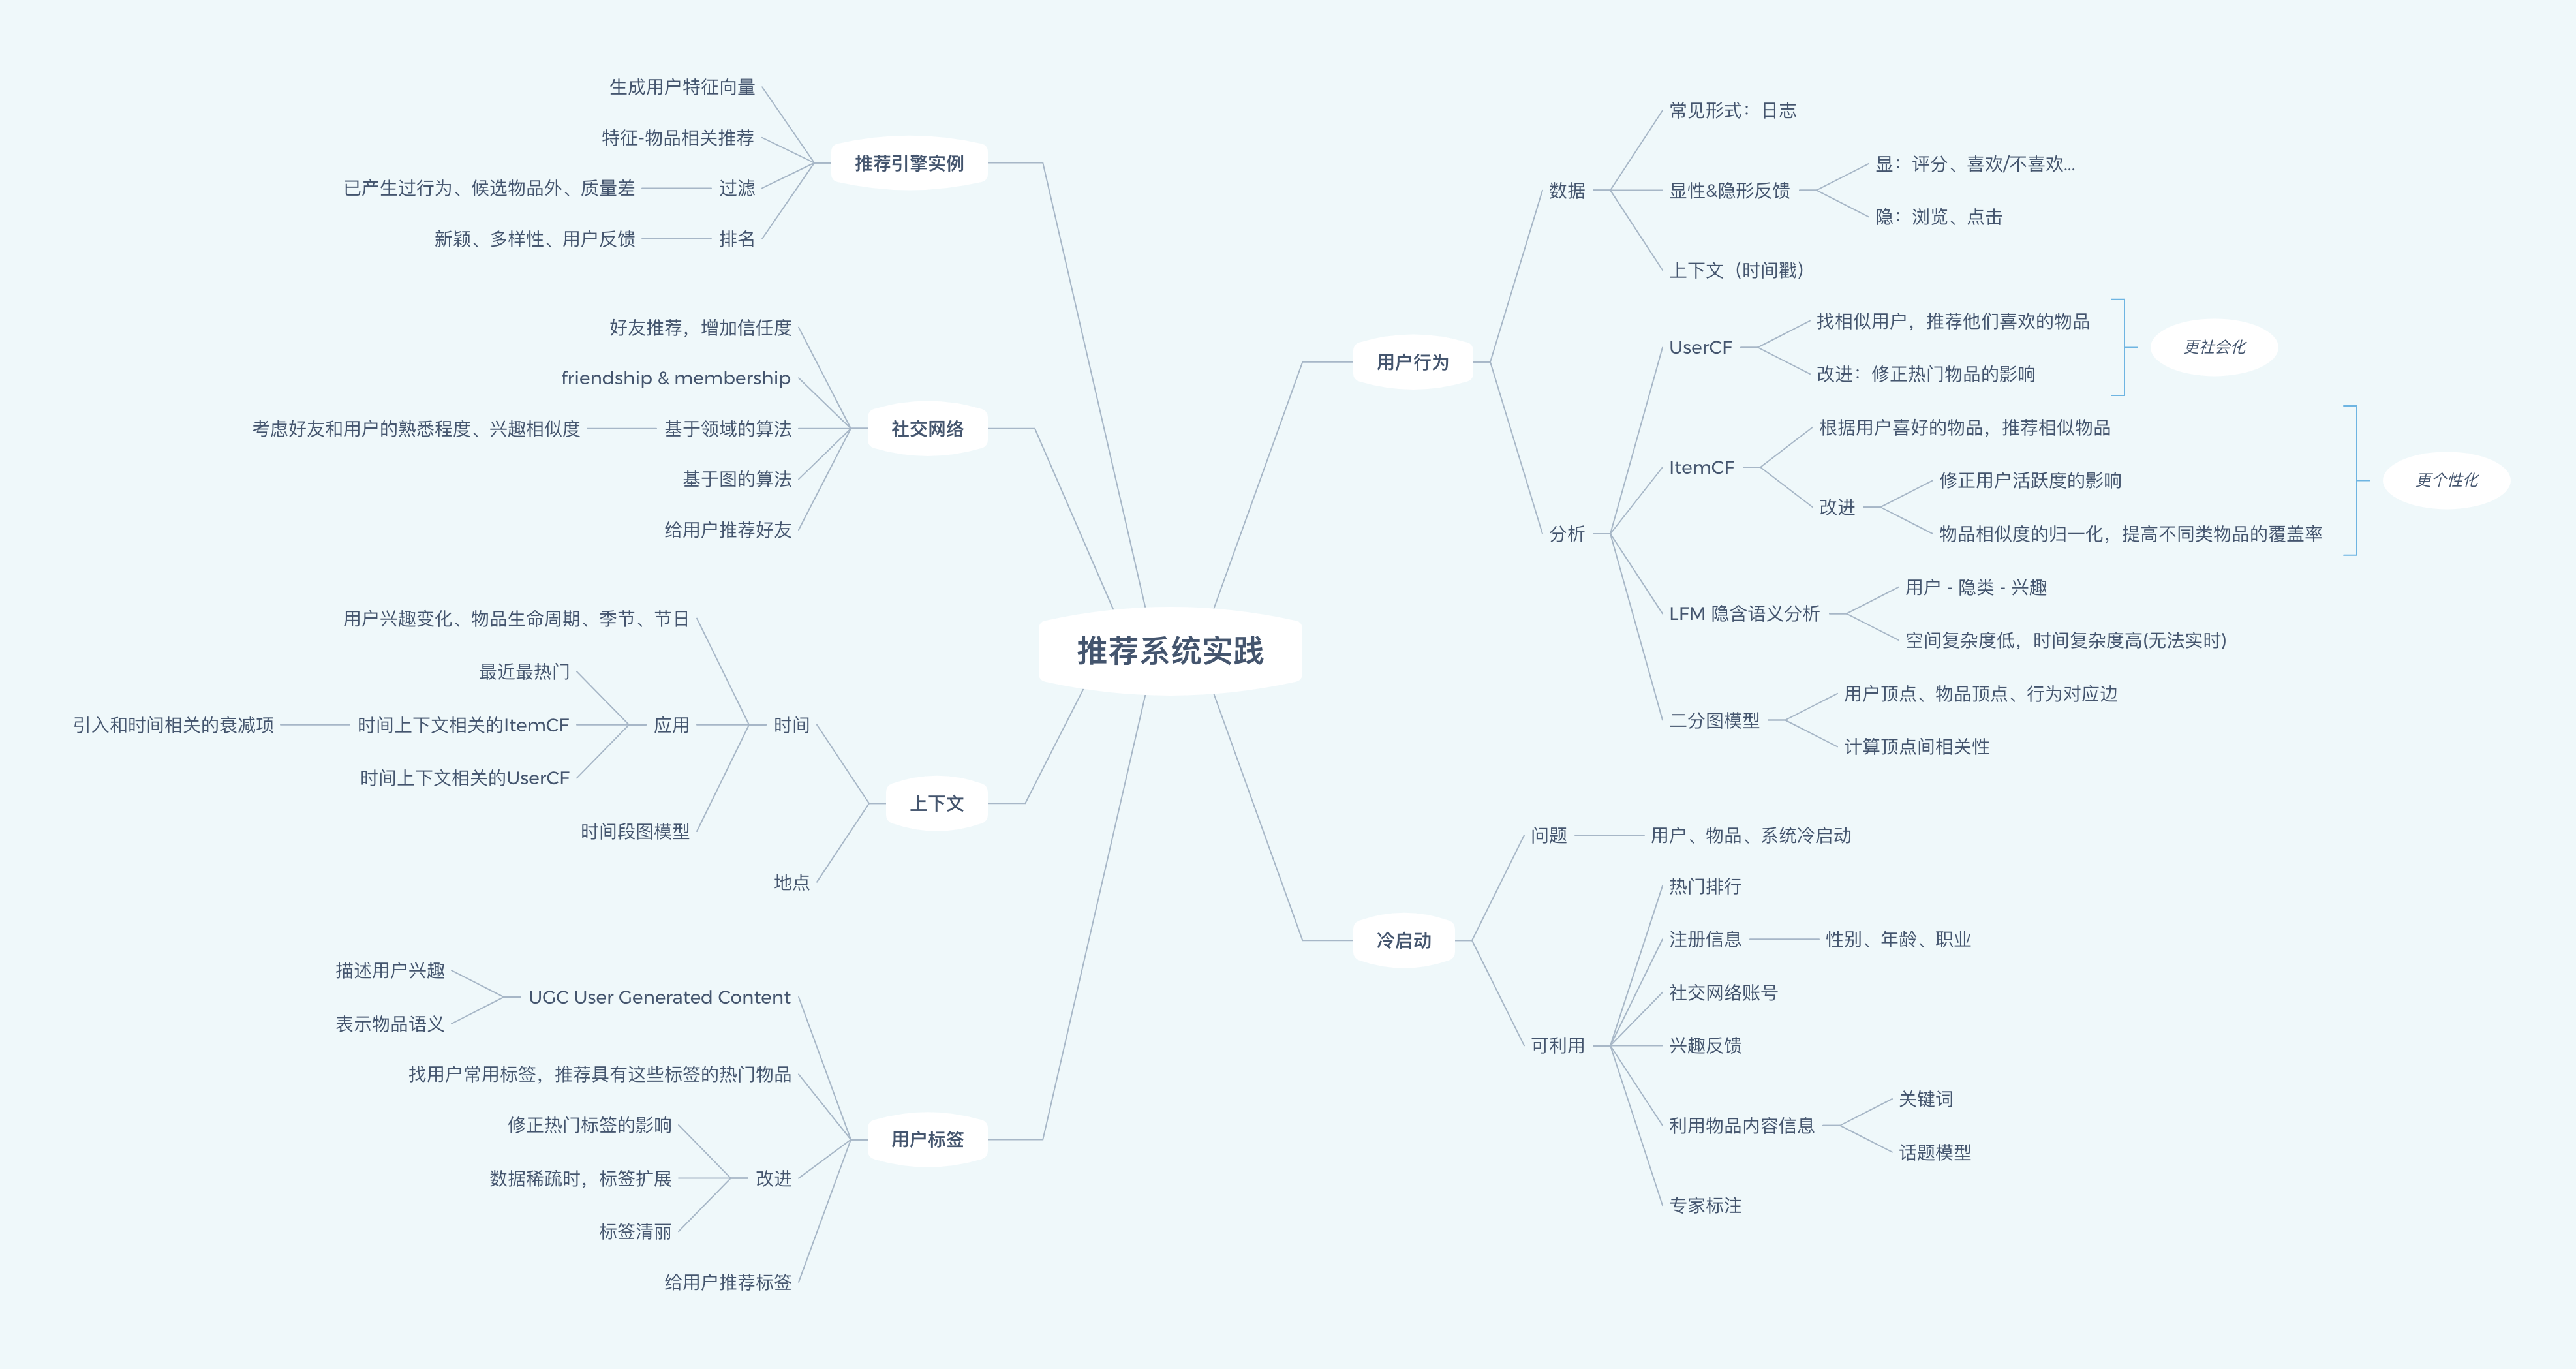 推荐系统实践
用户行为
数据
常见形式：日志
显性&隐形反馈
显：评分、喜欢/不喜欢...
隐：浏览、点击
上下文（时间戳）
分析
UserCF
找相似用户，推荐他们喜欢的物品
改进：修正热门物品的影响
更社会化
ItemCF
根据用户喜好的物品，推荐相似物品
改进
修正用户活跃度的影响
物品相似度的归一化，提高不同类物品的覆盖率
更个性化
LFM 隐含语义分析
用户 - 隐类 - 兴趣
空间复杂度低，时间复杂度高(无法实时)
二分图模型
用户顶点、物品顶点、行为对应边
计算顶点间相关性
冷启动
问题
用户、物品、系统冷启动
可利用
热门排行
注册信息
性别、年龄、职业
社交网络账号
兴趣反馈
利用物品内容信息
关键词
话题模型
专家标注
推荐引擎实例
生成用户特征向量
特征-物品相关推荐
过滤
已产生过行为、候选物品外、质量差
排名
新颖、多样性、用户反馈
社交网络
好友推荐，增加信任度
friendship & membership
基于领域的算法
考虑好友和用户的熟悉程度、兴趣相似度
基于图的算法
给用户推荐好友
上下文
时间
用户兴趣变化、物品生命周期、季节、节日
应用
最近最热门
时间上下文相关的ItemCF
引入和时间相关的衰减项
时间上下文相关的UserCF
时间段图模型
地点
用户标签
UGC User Generated Content
描述用户兴趣
表示物品语义
找用户常用标签，推荐具有这些标签的热门物品
改进
修正热门标签的影响
数据稀疏时，标签扩展
标签清丽
给用户推荐标签